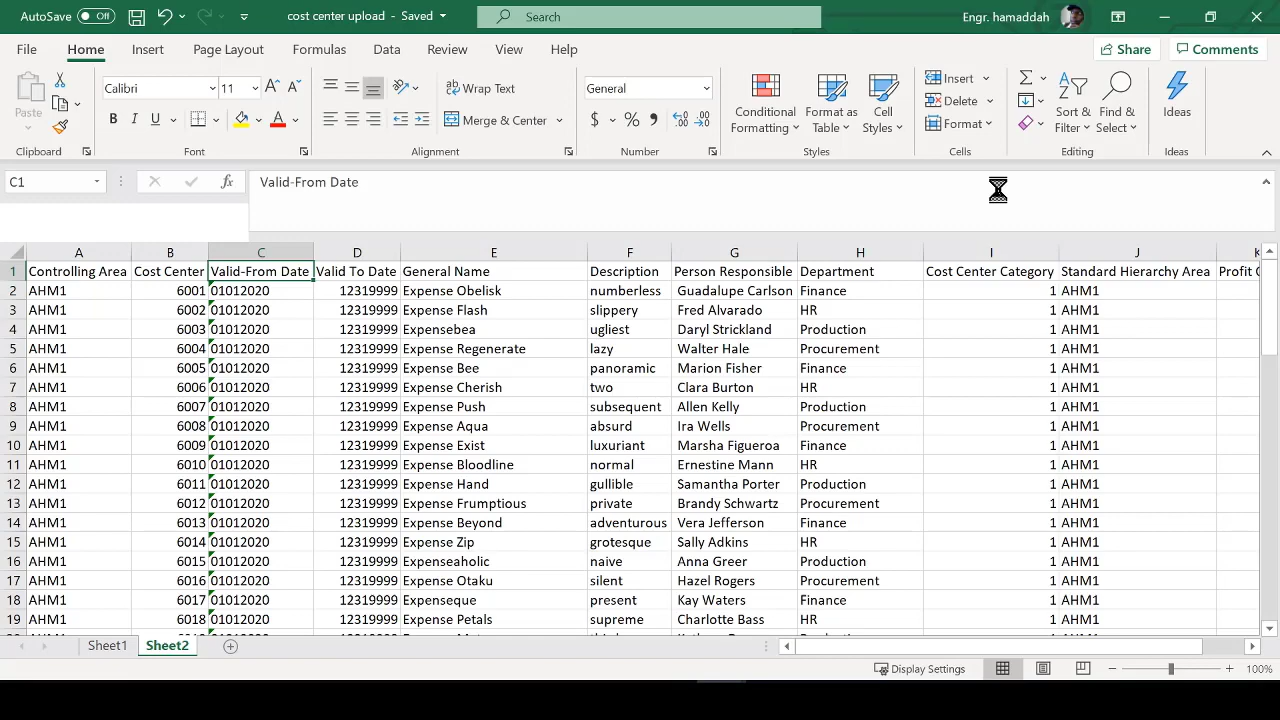 AutoSave Off cost center upload - Saved Search Engr. hamaddah
File Home Insert Page Layout Formulas Data Review View Help Share Comments
Paste Calibri 11 B I U A Wrap Text Merge & Center General $ % Conditional Formatting Format as Table Cell Styles Insert Delete Format Sort & Filter Find & Select Ideas
Clipboard Font Alignment Number Styles Cells Editing Ideas
C1 fx Valid-From Date
A B C D E F G H I J K
1 Controlling Area Cost Center Valid-From Date Valid To Date General Name Description Person Responsible Department Cost Center Category Standard Hierarchy Area Profit
2 AHM1 6001 01012020 12319999 Expense Obelisk numberless Guadalupe Carlson Finance 1 AHM1
3 AHM1 6002 01012020 12319999 Expense Flash slippery Fred Alvarado HR 1 AHM1
4 AHM1 6003 01012020 12319999 Expensebea ugliest Daryl Strickland Production 1 AHM1
5 AHM1 6004 01012020 12319999 Expense Regenerate lazy Walter Hale Procurement 1 AHM1
6 AHM1 6005 01012020 12319999 Expense Bee panoramic Marion Fisher Finance 1 AHM1
7 AHM1 6006 01012020 12319999 Expense Cherish two Clara Burton HR 1 AHM1
8 AHM1 6007 01012020 12319999 Expense Push subsequent Allen Kelly Production 1 AHM1
9 AHM1 6008 01012020 12319999 Expense Aqua absurd Ira Wells Procurement 1 AHM1
10 AHM1 6009 01012020 12319999 Expense Exist luxuriant Marsha Figueroa Finance 1 AHM1
11 AHM1 6010 01012020 12319999 Expense Bloodline normal Ernestine Mann HR 1 AHM1
12 AHM1 6011 01012020 12319999 Expense Hand gullible Samantha Porter Production 1 AHM1
13 AHM1 6012 01012020 12319999 Expense Frumptious private Brandy Schwartz Procurement 1 AHM1
14 AHM1 6013 01012020 12319999 Expense Beyond adventurous Vera Jefferson Finance 1 AHM1
15 AHM1 6014 01012020 12319999 Expense Zip grotesque Sally Adkins HR 1 AHM1
16 AHM1 6015 01012020 12319999 Expenseaholic naive Anna Greer Production 1 AHM1
17 AHM1 6016 01012020 12319999 Expense Otaku silent Hazel Rogers Procurement 1 AHM1
18 AHM1 6017 01012020 12319999 Expenseque present Kay Waters Finance 1 AHM1
19 AHM1 6018 01012020 12319999 Expense Petals supreme Charlotte Bass HR 1 AHM1
Sheet1 Sheet2
Display Settings 100%